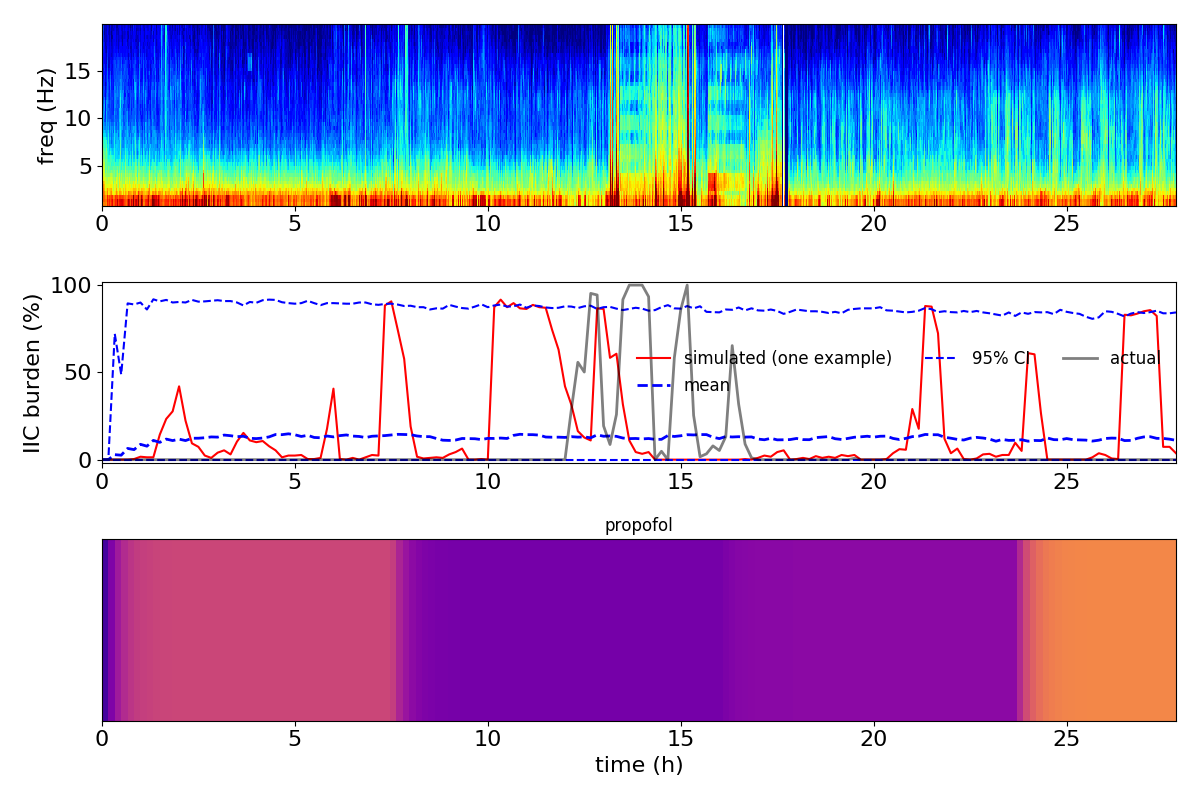 freq (Hz)
15
10
5
0 5 10 15 20 25
IIC burden (%)
100
50
0
simulated (one example) 95% CI actual
mean
0 5 10 15 20 25
propofol
0 5 10 15 20 25
time (h)